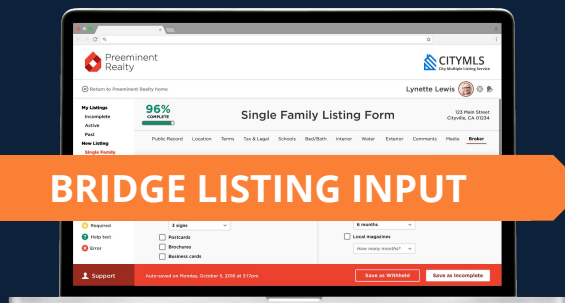 Preeminent
Realty
CITYMLS
City Multiple Listing Service
Return to Preeminent Realty home
Lynette Lewis
My Listings
Incomplete
Active
Past
New Listing
Single Family
96%
COMPLETE
Single Family Listing Form
123 Main Street
Cityville, CA 01234
Public Record Location Terms Tax & Legal Schools Bed/Bath Interior Water Exterior Comments Media Broker
BRIDGE LISTING INPUT
Required
Help text
Error
3 signs
Postcards
Brochures
Business cards
6 months
Local magazines
How many months?
Support
Auto-saved on Monday, October 3, 2016 at 3:17pm
Save as Withheld
Save as Incomplete